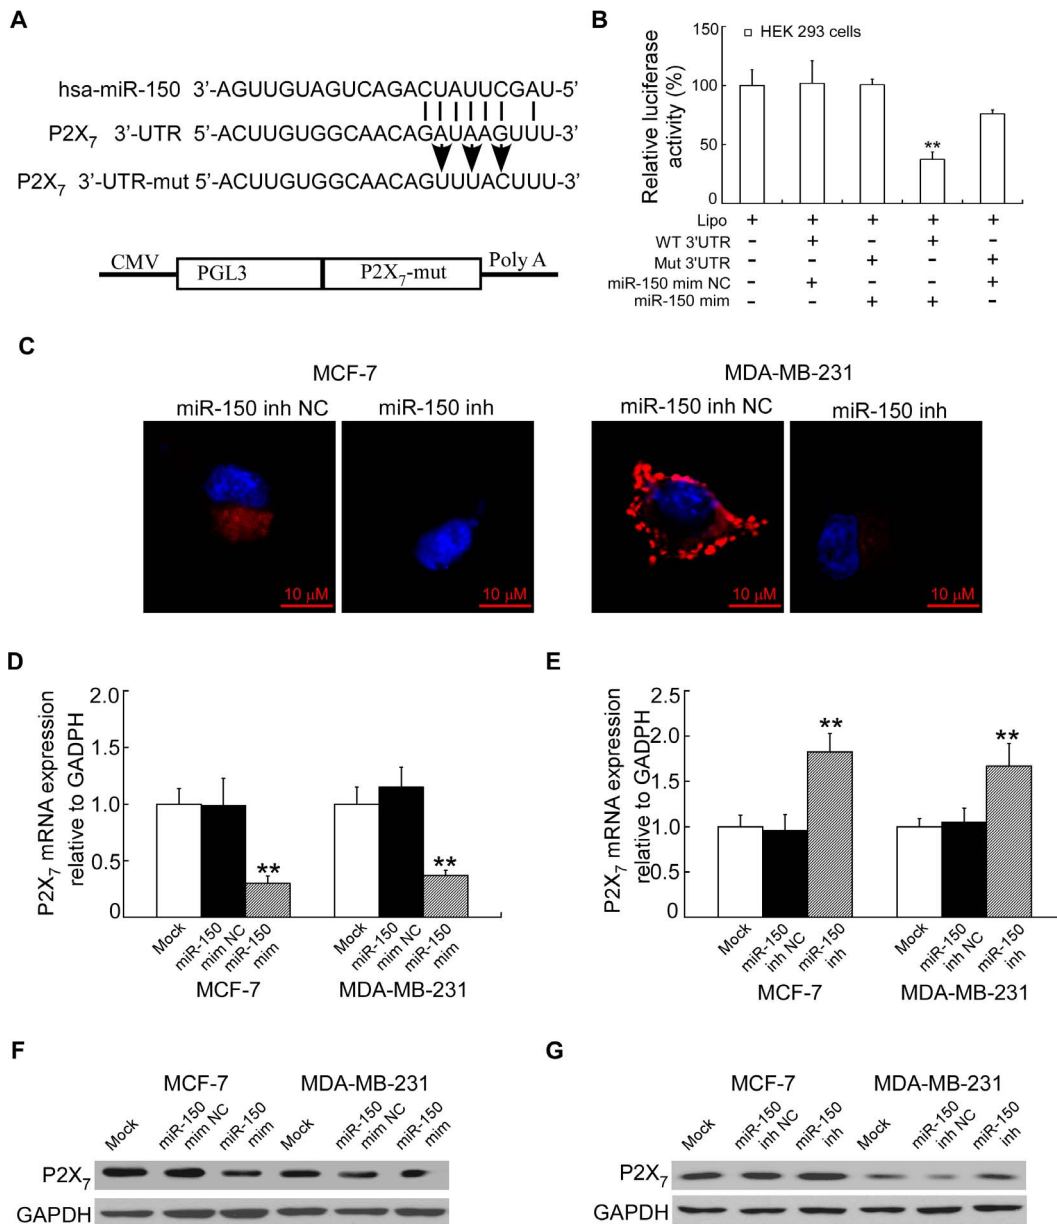 A
hsa-miR-150 3’-AGUUGUAGUCAGACUAUUCGAU-5’
P2X7 3’-UTR 5’-ACUUGUGGCAACAGAUAAGUUU-3’
P2X7 3’-UTR-mut 5’-ACUUGUGGCAACAGUUUACUUU-3’
CMV PGL3 P2X7-mut Poly A
B
Relative luciferase
activity (%)
150
100
50
0
HEK 293 cells
**
Lipo + + + + +
WT 3'UTR - + - + -
Mut 3'UTR - - + - +
miR-150 mim NC - + - - +
miR-150 mim - - + + -
C
MCF-7
miR-150 inh NC miR-150 inh
10 µM 10 µM
MDA-MB-231
miR-150 inh NC miR-150 inh
10 µM 10 µM
D
P2X7 mRNA expression
relative to GADPH
2.0
1.5
1.0
0.5
0
** **
Mock
miR-150
mim NC
miR-150
mim
Mock
miR-150
mim NC
miR-150
mim
MCF-7 MDA-MB-231
E
P2X7 mRNA expression
relative to GADPH
2.5
2.0
1.5
1.0
0.5
0
** **
Mock
miR-150
inh NC
miR-150
inh
Mock
miR-150
inh NC
miR-150
inh
MCF-7 MDA-MB-231
F
MCF-7 MDA-MB-231
Mock
miR-150
mim NC
miR-150
mim
Mock
miR-150
mim NC
miR-150
mim
P2X7
GAPDH
G
MCF-7 MDA-MB-231
Mock
miR-150
inh NC
miR-150
inh
Mock
miR-150
inh NC
miR-150
inh
P2X7
GAPDH